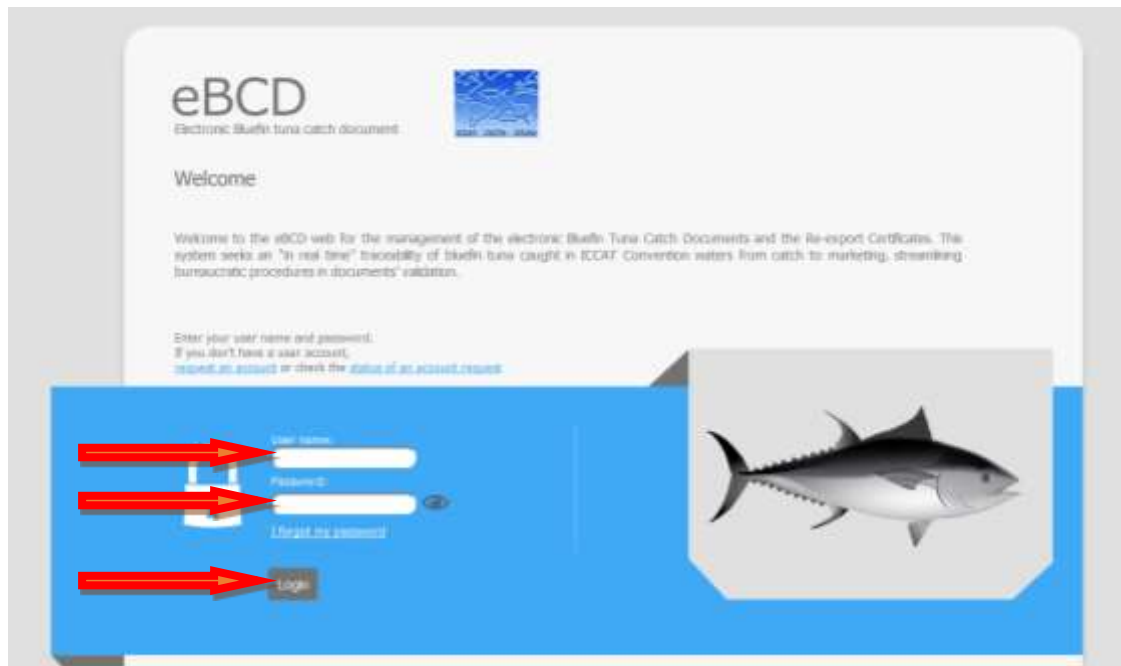 eBCD
Electronic Bluefin tuna catch document
Welcome
Welcome to the eBCD web for the management of the electronic Bluefin Tuna Catch Documents and the Re-export Certificates. This
system seeks an "in real time" traceability of bluefin tuna caught in ICCAT Convention waters from catch to marketing, streamlining
bureaucratic procedures in documents' validation.
Enter your user name and password.
If you don't have a user account,
request an account or check the status of an account request
User name:
Password:
I forgot my password
Login